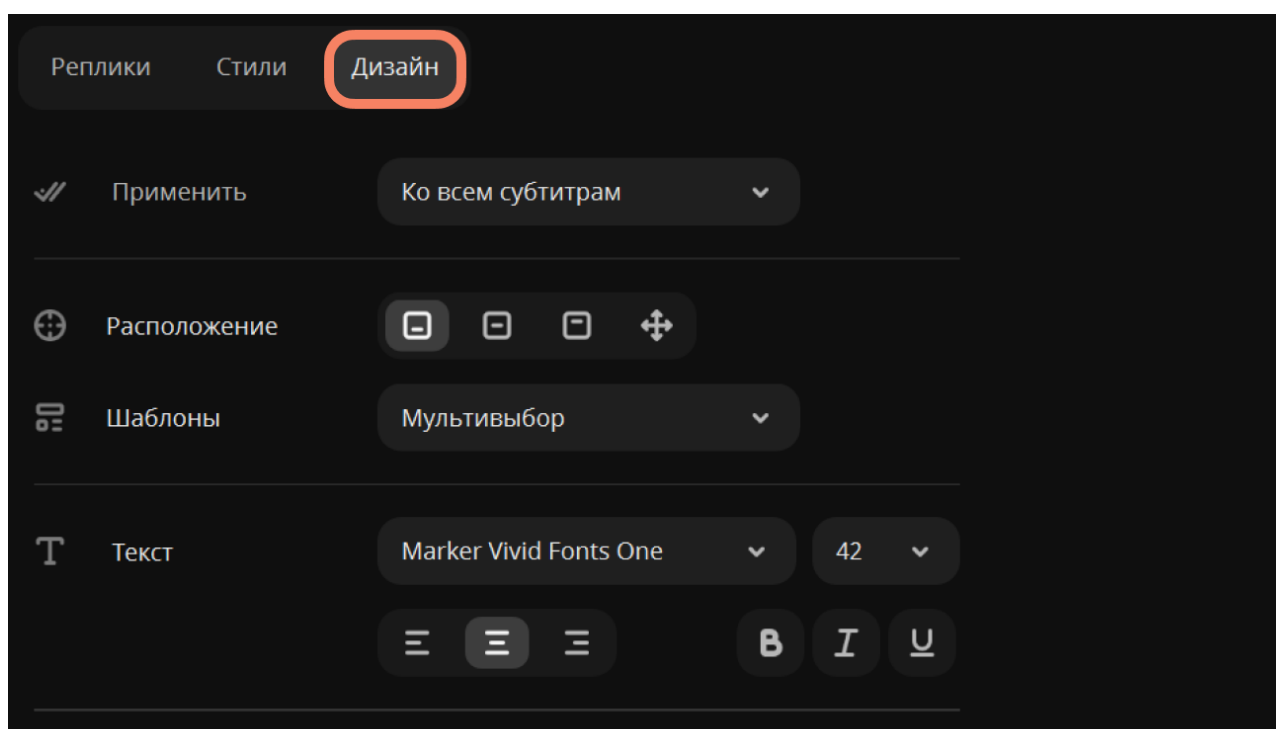 Реплики Стили Дизайн
Применить Ко всем субтитрам
Расположение
Шаблоны Мультивыбор
Текст Marker Vivid Fonts One 42
B I U